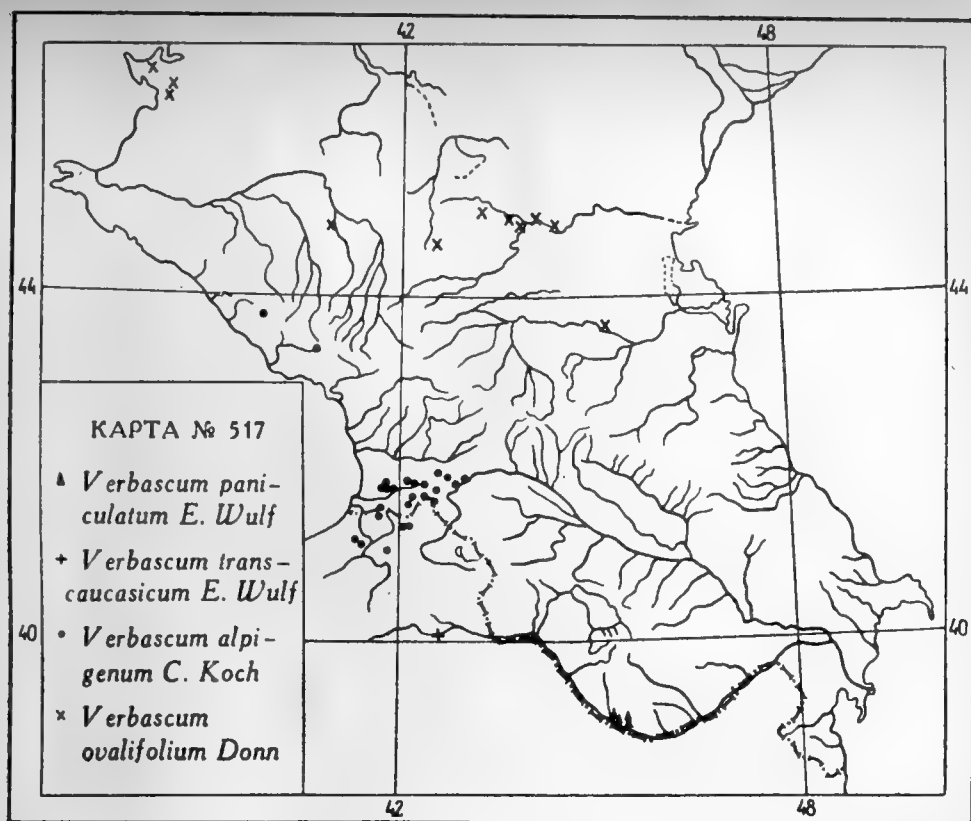 42 48
44 44
КАРТА № 517
Verbascum pani-
culatum E. Wulf
Verbascum trans-
caucasicum E. Wulf
40 40
Verbascum alpi-
genum C. Koch
Verbascum
ovalifolium Donn
42 48